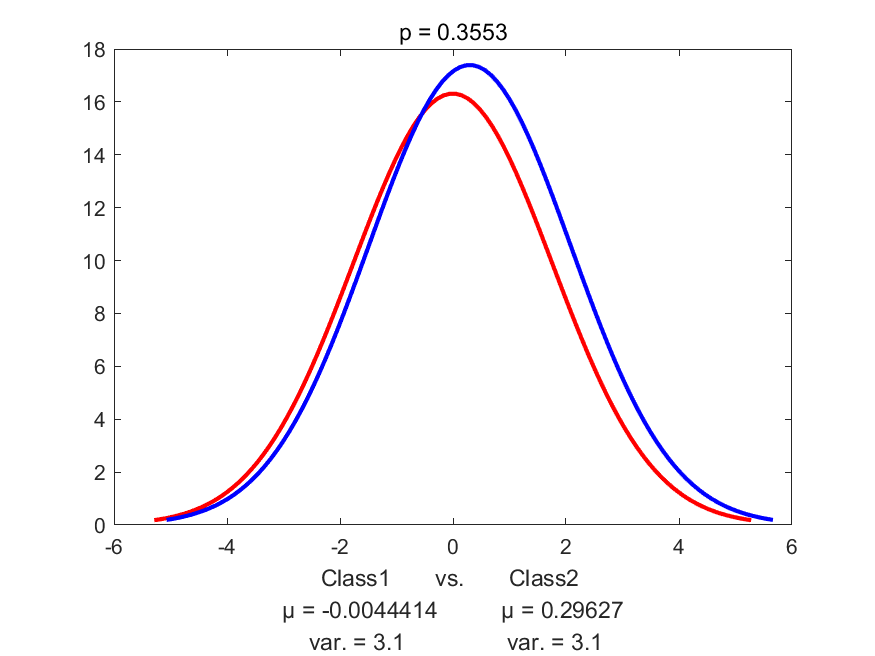 p = 0.3553
18
16
14
12
10
8
6
4
2
0
-6 -4 -2 0 2 4 6
Class1 vs. Class2
μ = -0.0044414 μ = 0.29627
var. = 3.1 var. = 3.1